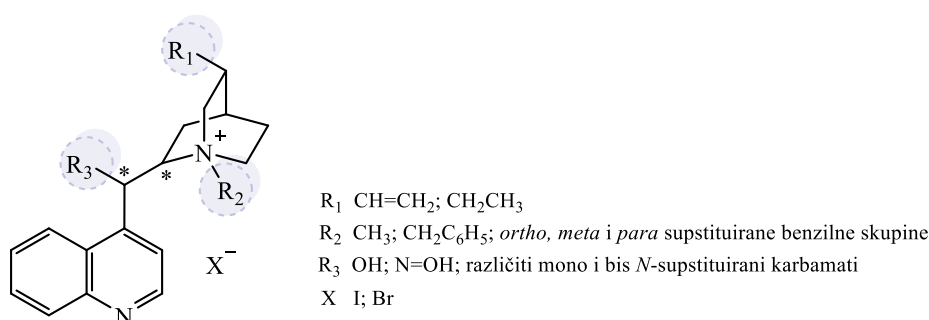 R₁
+
N
R₃
*
*
R₂
X⁻
N
R₁ CH=CH₂; CH₂CH₃
R₂ CH₃; CH₂C₆H₅; ortho, meta i para supstituirane benzilne skupine
R₃ OH; N=OH; različiti mono i bis N-supstituirani karbamati
X I; Br